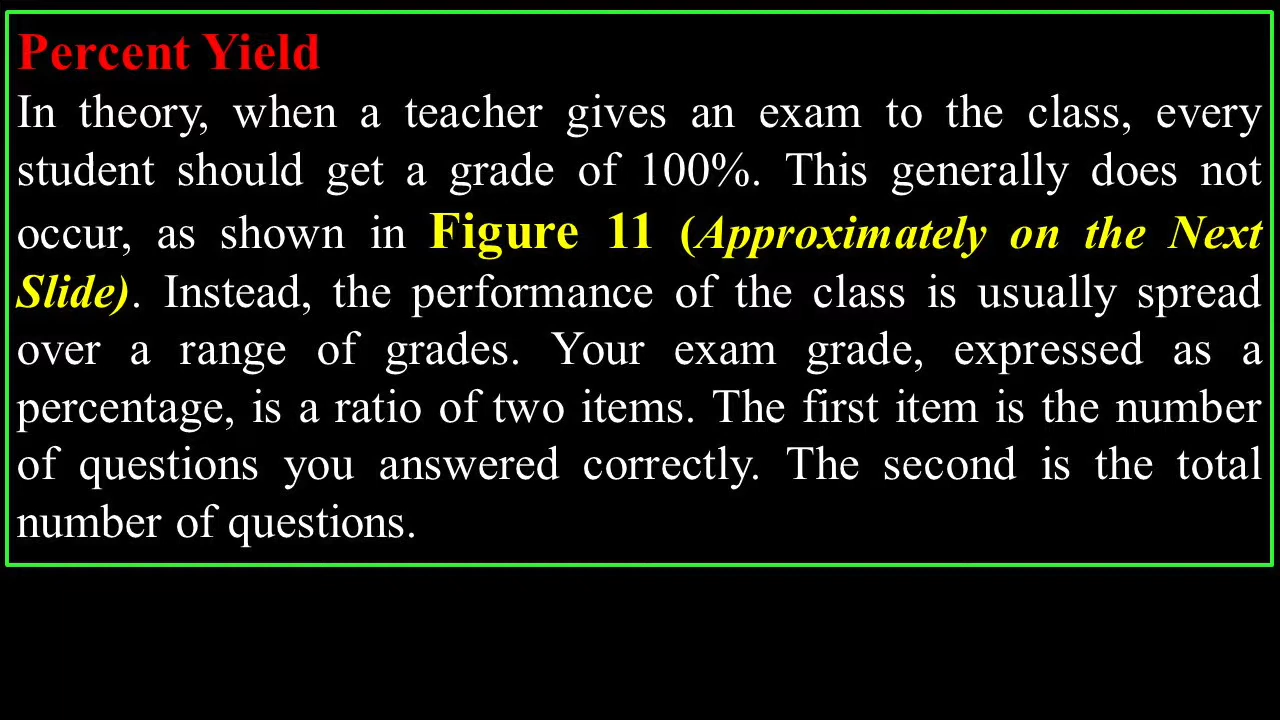 Percent Yield
In theory, when a teacher gives an exam to the class, every
student should get a grade of 100%. This generally does not
occur, as shown in Figure 11 (Approximately on the Next
Slide). Instead, the performance of the class is usually spread
over a range of grades. Your exam grade, expressed as a
percentage, is a ratio of two items. The first item is the number
of questions you answered correctly. The second is the total
number of questions.